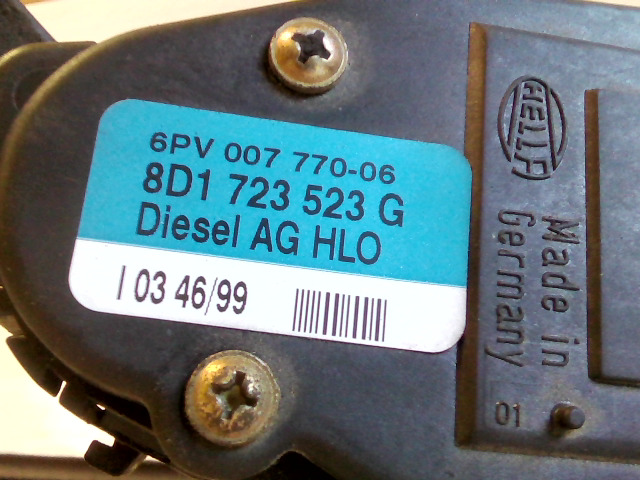 6PV 007 770-06
8D1 723 523 G
Diesel AG HLO
I 03 46/99
HELLA
Made in
Germany
01